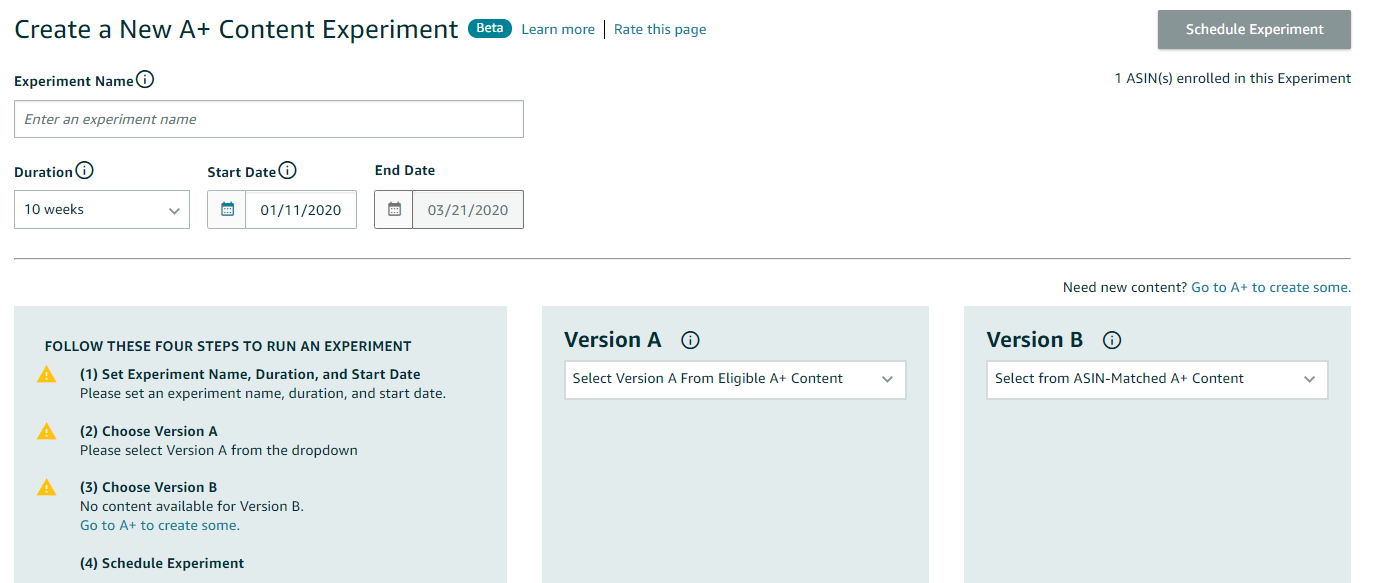 Create a New A+ Content Experiment Beta Learn more Rate this page
Schedule Experiment
1 ASIN(s) enrolled in this Experiment
Experiment Name
Enter an experiment name
Duration Start Date End Date
10 weeks 01/11/2020 03/21/2020
Need new content? Go to A+ to create some.
FOLLOW THESE FOUR STEPS TO RUN AN EXPERIMENT
(1) Set Experiment Name, Duration, and Start Date
Please set an experiment name, duration, and start date.
(2) Choose Version A
Please select Version A from the dropdown
(3) Choose Version B
No content available for Version B.
Go to A+ to create some.
(4) Schedule Experiment
Version A
Select Version A From Eligible A+ Content
Version B
Select from ASIN-Matched A+ Content